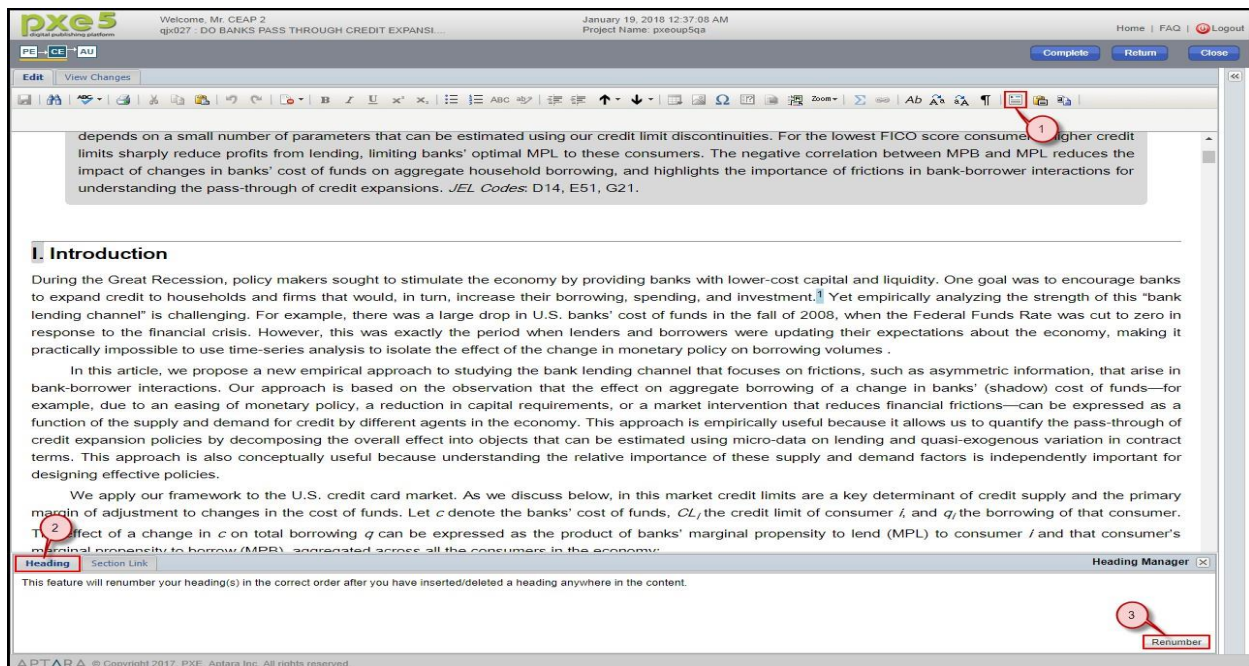 pxe5
digital publishing platform
Welcome, Mr. CEAP 2
qjx027 : DO BANKS PASS THROUGH CREDIT EXPANSI....
January 19, 2018 12:37:08 AM
Project Name: pxeoup5qa
Home | FAQ | Logout
PE CE AU
Complete Return Close
Edit View Changes
ABC B I U x² x₂ ABC Ω Zoom Σ Ab ¶
1
depends on a small number of parameters that can be estimated using our credit limit discontinuities. For the lowest FICO score higher credit
limits sharply reduce profits from lending, limiting banks' optimal MPL to these consumers. The negative correlation between MPB and MPL reduces the
impact of changes in banks' cost of funds on aggregate household borrowing, and highlights the importance of frictions in bank-borrower interactions for
understanding the pass-through of credit expansions. JEL Codes: D14, E51, G21.
I. Introduction
During the Great Recession, policy makers sought to stimulate the economy by providing banks with lower-cost capital and liquidity. One goal was to encourage banks
to expand credit to households and firms that would, in turn, increase their borrowing, spending, and investment.¹ Yet empirically analyzing the strength of this “bank
lending channel” is challenging. For example, there was a large drop in U.S. banks' cost of funds in the fall of 2008, when the Federal Funds Rate was cut to zero in
response to the financial crisis. However, this was exactly the period when lenders and borrowers were updating their expectations about the economy, making it
practically impossible to use time-series analysis to isolate the effect of the change in monetary policy on borrowing volumes .
In this article, we propose a new empirical approach to studying the bank lending channel that focuses on frictions, such as asymmetric information, that arise in
bank-borrower interactions. Our approach is based on the observation that the effect on aggregate borrowing of a change in banks' (shadow) cost of funds—for
example, due to an easing of monetary policy, a reduction in capital requirements, or a market intervention that reduces financial frictions—can be expressed as a
function of the supply and demand for credit by different agents in the economy. This approach is empirically useful because it allows us to quantify the pass-through of
credit expansion policies by decomposing the overall effect into objects that can be estimated using micro-data on lending and quasi-exogenous variation in contract
terms. This approach is also conceptually useful because understanding the relative importance of these supply and demand factors is independently important for
designing effective policies.
We apply our framework to the U.S. credit card market. As we discuss below, in this market credit limits are a key determinant of credit supply and the primary
margin of adjustment to changes in the cost of funds. Let c denote the banks' cost of funds, CLᵢ the credit limit of consumer i, and qᵢ the borrowing of that consumer.
2
effect of a change in c on total borrowing q can be expressed as the product of banks' marginal propensity to lend (MPL) to consumer i and that consumer's
marginal propensity to borrow (MPB), aggregated across all the consumers in the economy:
Heading Section Link Heading Manager
This feature will renumber your heading(s) in the correct order after you have inserted/deleted a heading anywhere in the content.
3
Renumber
APTARA © Copyright 2017. PXE, Aptara Inc. All rights reserved